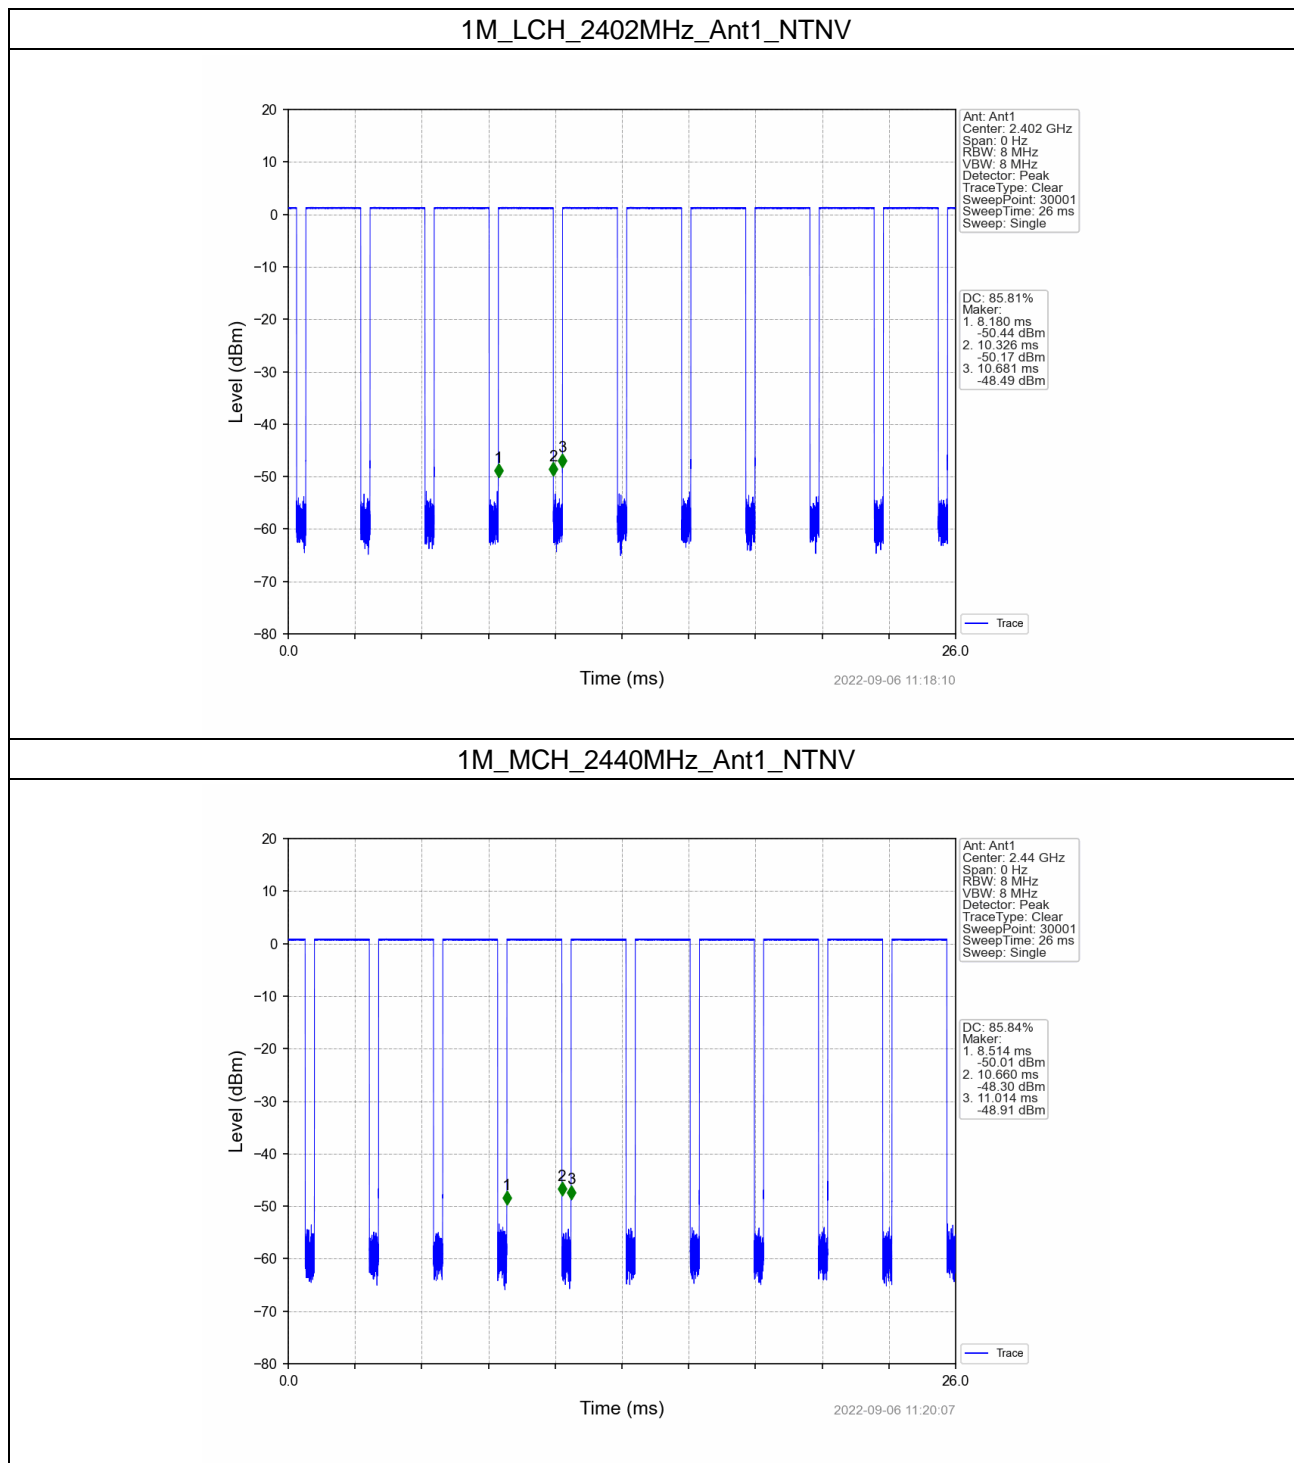 1M_LCH_2402MHz_Ant1_NTNV
20
10
0
−10
−20
−30
−40
−50
−60
−70
−80
Level (dBm)
1
2
3
0.0
26.0
Time (ms)
2022-09-06 11:18:10
Ant: Ant1
Center: 2.402 GHz
Span: 0 Hz
RBW: 8 MHz
VBW: 8 MHz
Detector: Peak
TraceType: Clear
SweepPoint: 30001
SweepTime: 26 ms
Sweep: Single
DC: 85.81%
Maker:
1. 8.180 ms
-50.44 dBm
2. 10.326 ms
-50.17 dBm
3. 10.681 ms
-48.49 dBm
Trace
1M_MCH_2440MHz_Ant1_NTNV
20
10
0
−10
−20
−30
−40
−50
−60
−70
−80
Level (dBm)
1
2
3
0.0
26.0
Time (ms)
2022-09-06 11:20:07
Ant: Ant1
Center: 2.44 GHz
Span: 0 Hz
RBW: 8 MHz
VBW: 8 MHz
Detector: Peak
TraceType: Clear
SweepPoint: 30001
SweepTime: 26 ms
Sweep: Single
DC: 85.84%
Maker:
1. 8.514 ms
-50.01 dBm
2. 10.660 ms
-48.30 dBm
3. 11.014 ms
-48.91 dBm
Trace